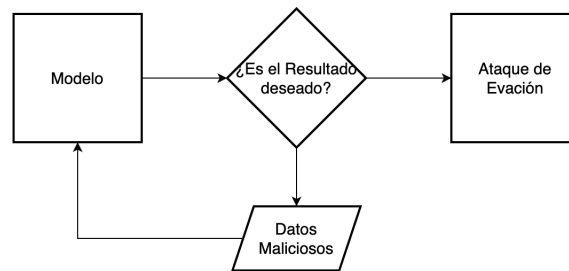 Modelo
¿Es el Resultado
deseado?
Ataque de
Evación
Datos
Maliciosos